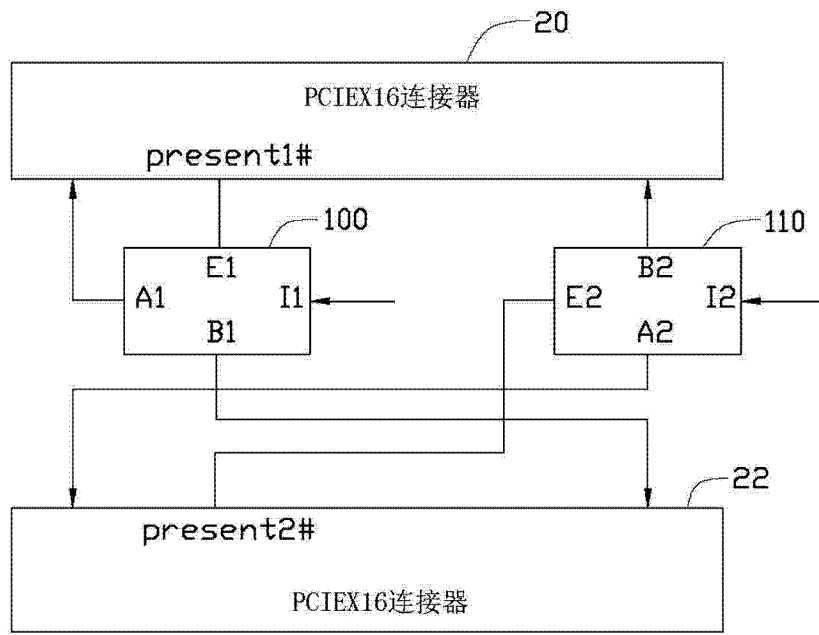 20
PCIEX16连接器
present1#
100
110
E1
B2
A1
I1
E2
I2
B1
A2
22
present2#
PCIEX16连接器